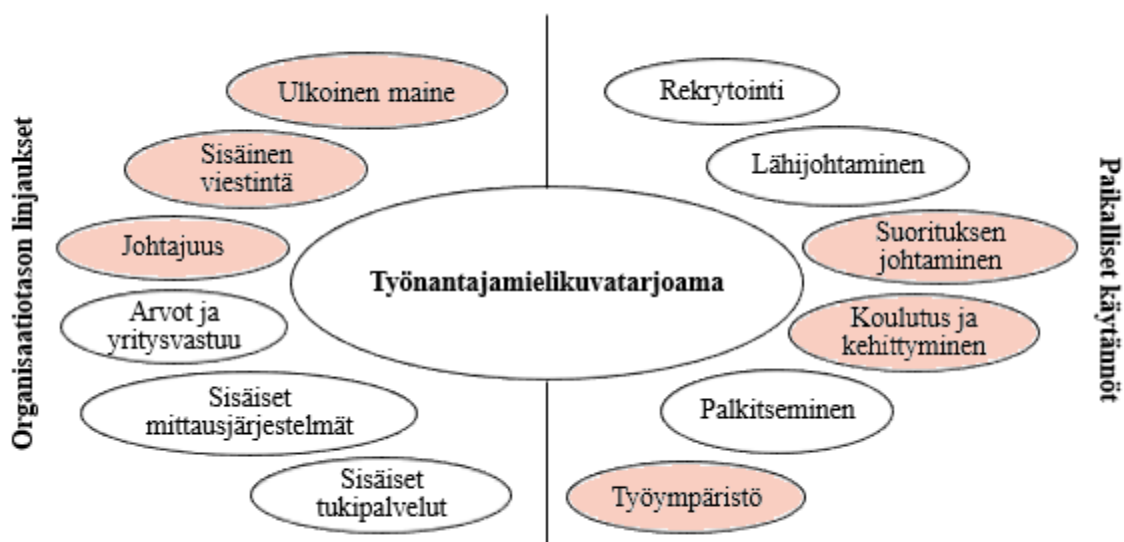 Organisaatiotason linjaukset
Ulkoinen maine
Sisäinen
viestintä
Johtajuus
Arvot ja
yritysvastuu
Sisäiset
mittausjärjestelmät
Sisäiset
tukipalvelut
Työnantajamielikuvatarjoama
Rekrytointi
Lähijohtaminen
Suorituksen
johtaminen
Koulutus ja
kehittyminen
Palkitseminen
Työympäristö
Paikalliset käytännöt